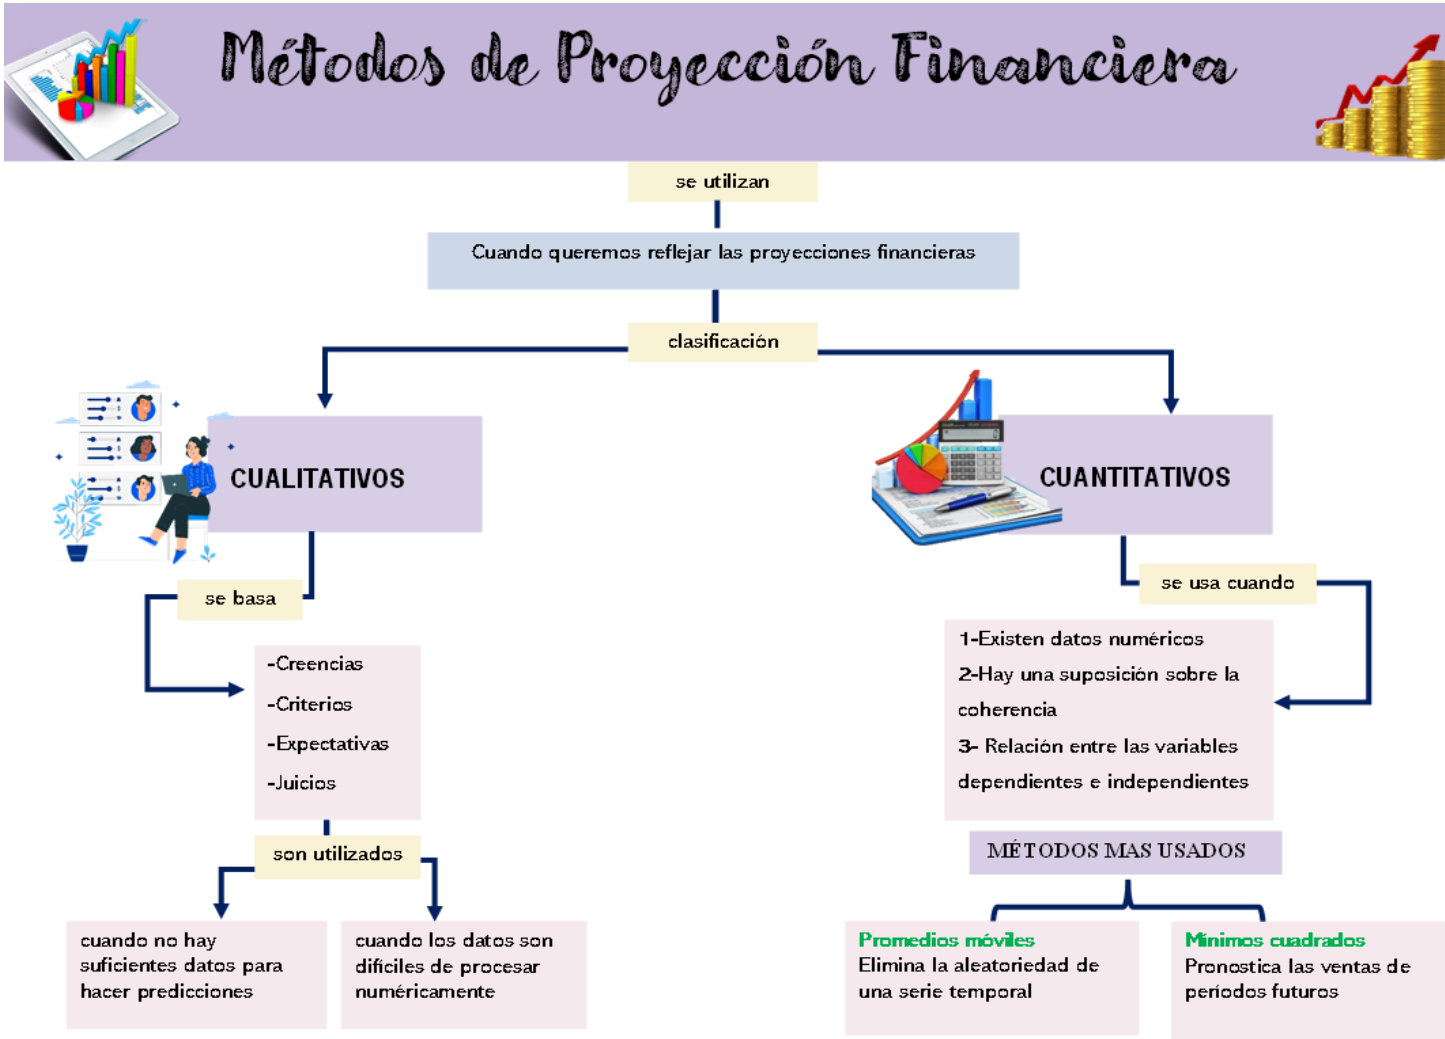 Métodos de Proyección Financiera
se utilizan
Cuando queremos reflejar las proyecciones financieras
clasificación
CUALITATIVOS
se basa
-Creencias
-Criterios
-Expectativas
-Juicios
son utilizados
cuando no hay
suficientes datos para
hacer predicciones
cuando los datos son
difíciles de procesar
numéricamente
CUANTITATIVOS
se usa cuando
1-Existen datos numéricos
2-Hay una suposición sobre la
coherencia
3- Relación entre las variables
dependientes e independientes
MÉTODOS MAS USADOS
Promedios móviles
Elimina la aleatoriedad de
una serie temporal
Mínimos cuadrados
Pronostica las ventas de
períodos futuros